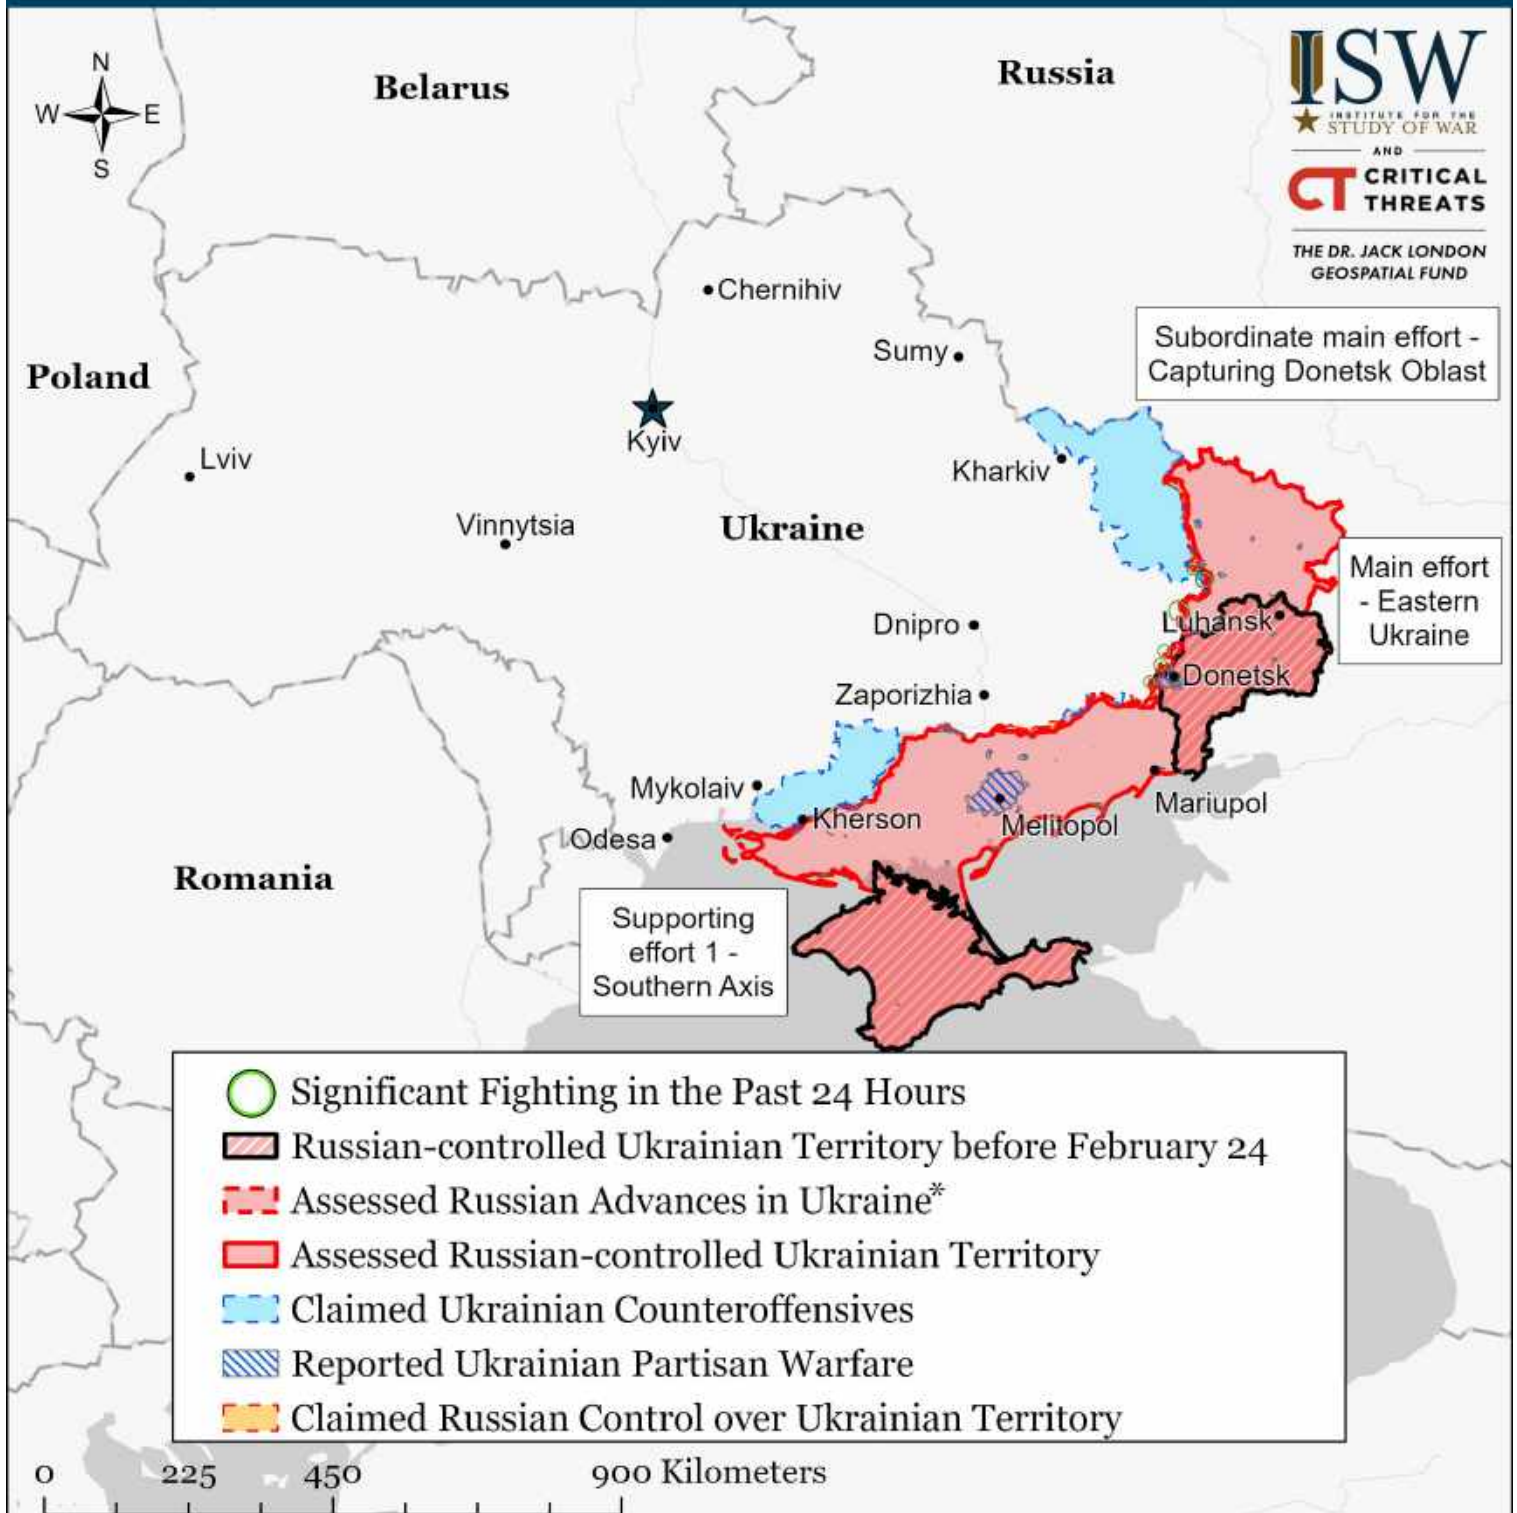 N
W E
S
Belarus
Russia
ISW
INSTITUTE FOR THE
STUDY OF WAR
AND
CT CRITICAL
THREATS
THE DR. JACK LONDON
GEOSPATIAL FUND
Chernihiv
Subordinate main effort -
Capturing Donetsk Oblast
Sumy
Poland
Kyiv
Lviv
Kharkiv
Vinnytsia
Ukraine
Main effort
- Eastern
Ukraine
Dnipro
Luhansk
Donetsk
Zaporizhia
Mykolaiv
Mariupol
Kherson
Melitopol
Odesa
Romania
Supporting
effort 1 -
Southern Axis
Significant Fighting in the Past 24 Hours
Russian-controlled Ukrainian Territory before February 24
Assessed Russian Advances in Ukraine*
Assessed Russian-controlled Ukrainian Territory
Claimed Ukrainian Counteroffensives
Reported Ukrainian Partisan Warfare
Claimed Russian Control over Ukrainian Territory
0 225 450 900 Kilometers